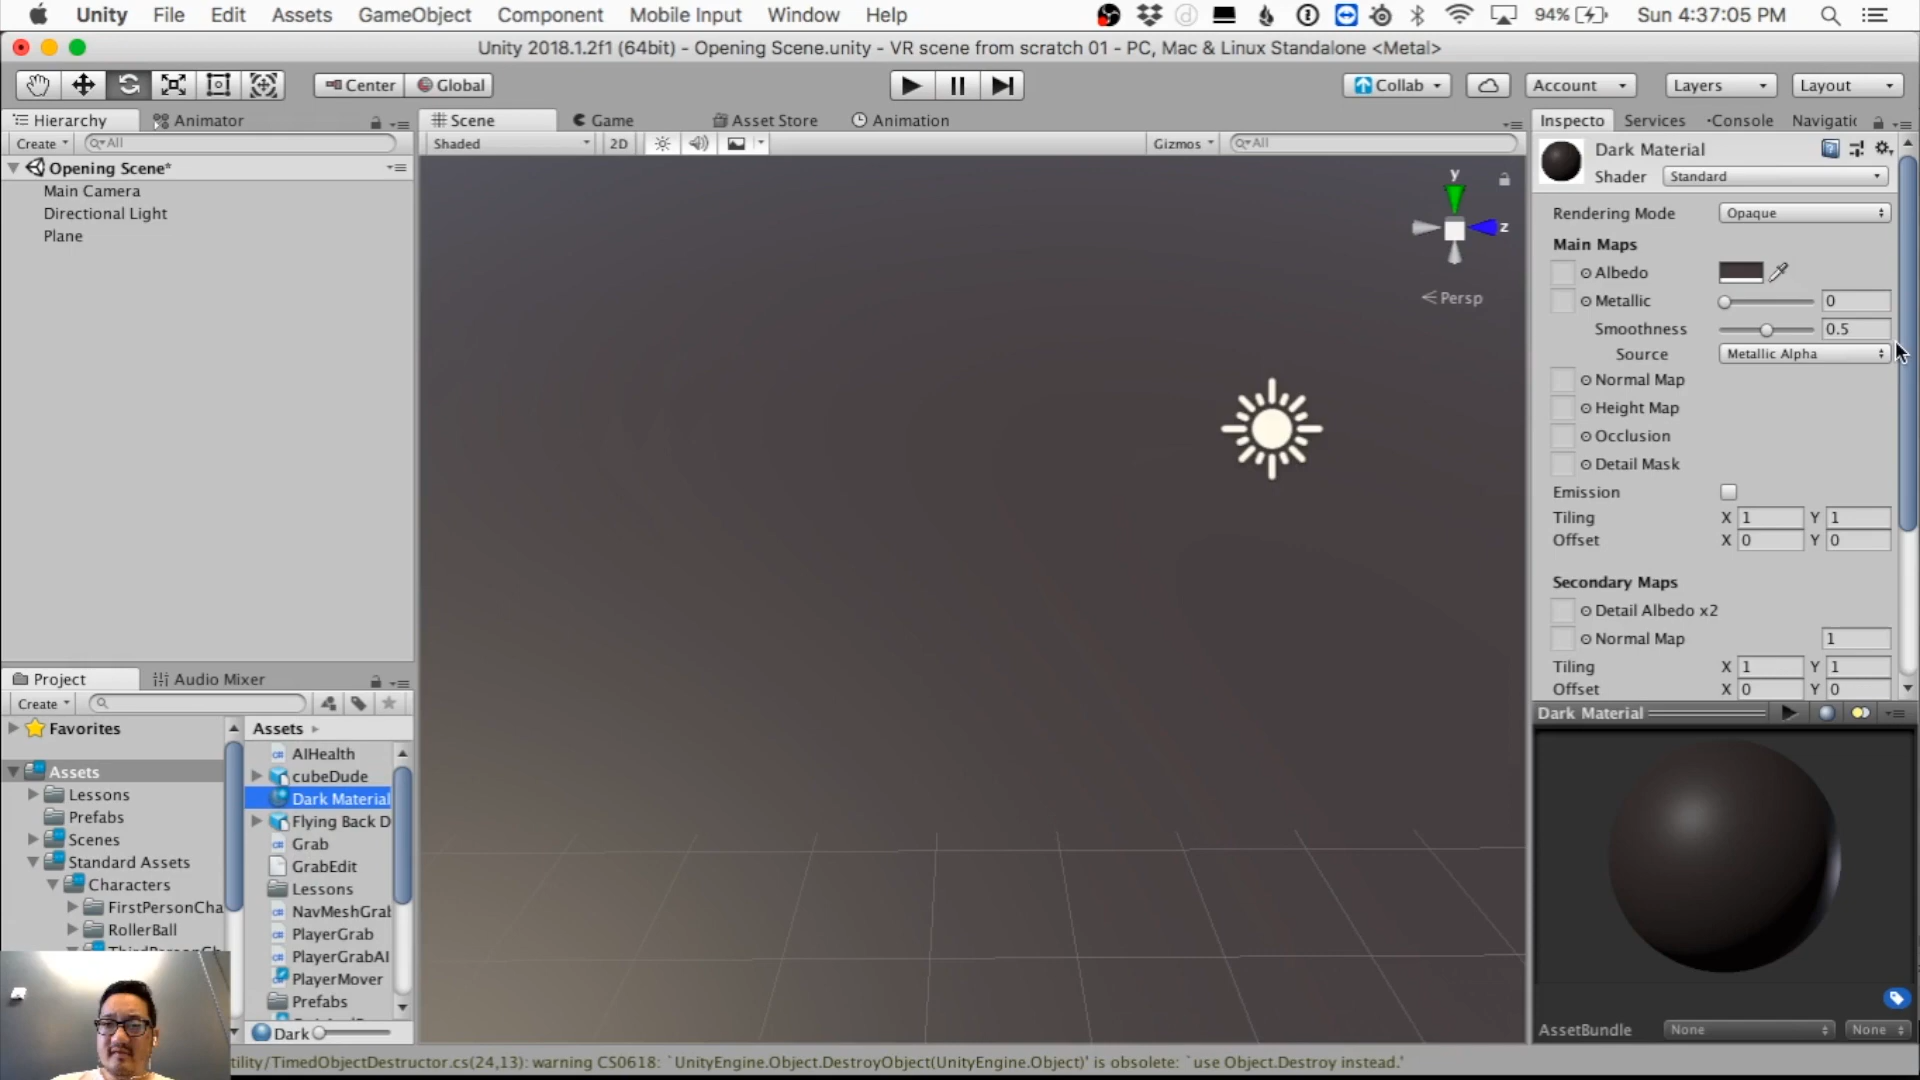 Unity File Edit Assets GameObject Component Mobile Input Window Help 94% Sun 4:37:05 PM
Unity 2018.1.2f1 (64bit) - Opening Scene.unity - VR scene from scratch 01 - PC, Mac & Linux Standalone <Metal>
Center Global Collab Account Layers Layout
Hierarchy Animator Scene Game Asset Store Animation Inspecto Services Console Navigatic
Create All Shaded 2D Gizmos All
Dark Material
Shader Standard
Opening Scene*
Main Camera
Directional Light
Plane
y
z
Persp
Rendering Mode Opaque
Main Maps
Albedo
Metallic 0
Smoothness 0.5
Source Metallic Alpha
Normal Map
Height Map
Occlusion
Detail Mask
Emission
Tiling X 1 Y 1
Offset X 0 Y 0
Secondary Maps
Detail Albedo x2
Normal Map 1
Tiling X 1 Y 1
Offset X 0 Y 0
Dark Material
AssetBundle None None
Project Audio Mixer
Create
Favorites
Assets
Lessons
Prefabs
Scenes
Standard Assets
Characters
FirstPersonCha
RollerBall
Assets
AIHealth
cubeDude
Dark Material
Flying Back D
Grab
GrabEdit
Lessons
NavMeshGral
PlayerGrab
PlayerGrabAI
PlayerMover
Prefabs
Dark
tility/TimedObjectDestructor.cs(24,13): warning CS0618: `UnityEngine.Object.DestroyObject(UnityEngine.Object)' is obsolete: `use Object.Destroy instead.'